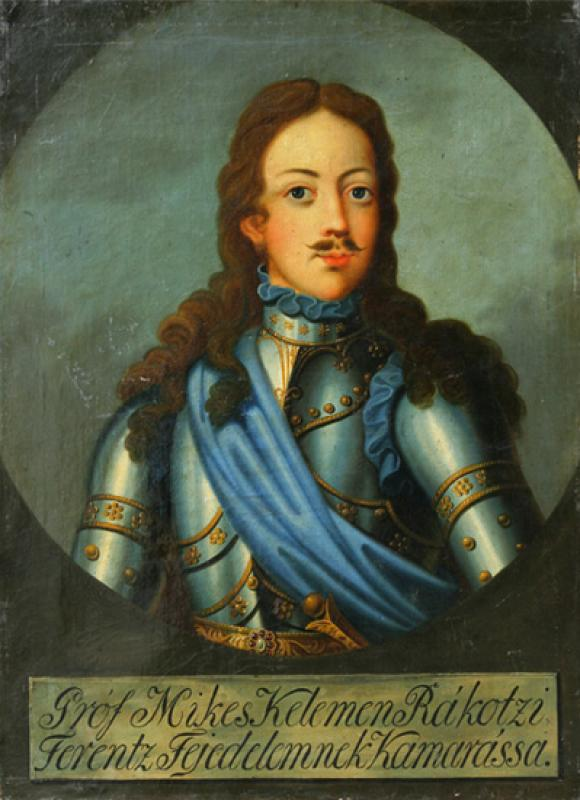 Gróf Mikes Kelemen Rákotzi
Ferentz Fejedelemnek Kamarássa.